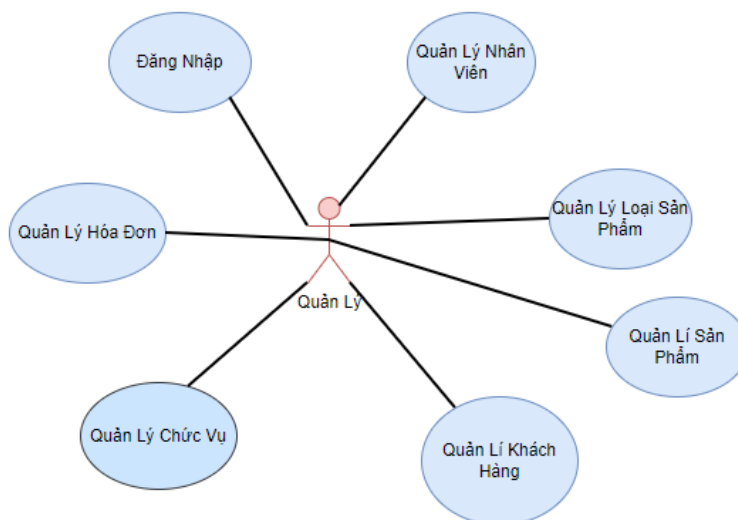 Đăng Nhập
Quản Lý Nhân
Viên
Quản Lý Loại Sản
Phẩm
Quản Lý Hóa Đơn
Quản Lý
Quản Lí Sản
Phẩm
Quản Lý Chức Vụ
Quản Lí Khách
Hàng